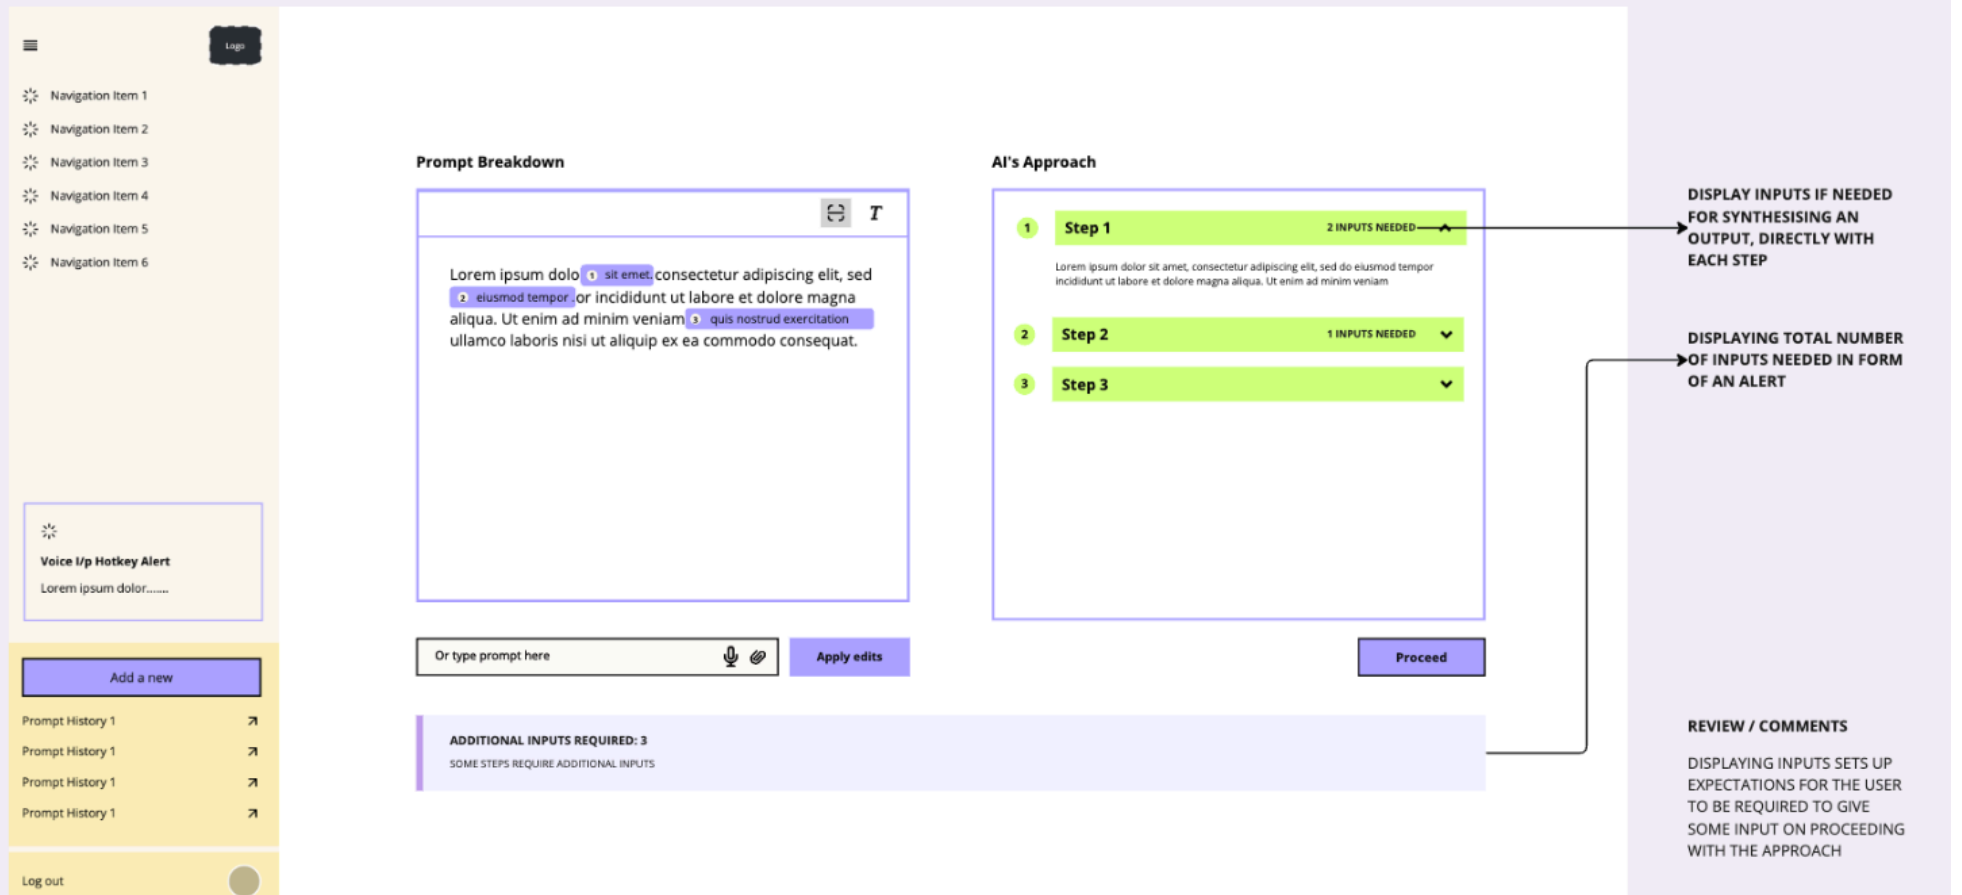 Logo
Navigation Item 1
Navigation Item 2
Navigation Item 3
Navigation Item 4
Navigation Item 5
Navigation Item 6
Voice I/p Hotkey Alert
Lorem ipsum dolor.......
Add a new
Prompt History 1
Prompt History 1
Prompt History 1
Prompt History 1
Log out
Prompt Breakdown
T
Lorem ipsum dolo 1 sit emet. consectetur adipiscing elit, sed
2 eiusmod tempor .or incididunt ut labore et dolore magna
aliqua. Ut enim ad minim veniam 3 quis nostrud exercitation
ullamco laboris nisi ut aliquip ex ea commodo consequat.
Or type prompt here
Apply edits
AI's Approach
1 Step 1 2 INPUTS NEEDED
Lorem ipsum dolor sit amet, consectetur adipiscing elit, sed do eiusmod tempor
incididunt ut labore et dolore magna aliqua. Ut enim ad minim veniam
2 Step 2 1 INPUTS NEEDED
3 Step 3
Proceed
ADDITIONAL INPUTS REQUIRED: 3
SOME STEPS REQUIRE ADDITIONAL INPUTS
DISPLAY INPUTS IF NEEDED
FOR SYNTHESISING AN
OUTPUT, DIRECTLY WITH
EACH STEP
DISPLAYING TOTAL NUMBER
OF INPUTS NEEDED IN FORM
OF AN ALERT
REVIEW / COMMENTS
DISPLAYING INPUTS SETS UP
EXPECTATIONS FOR THE USER
TO BE REQUIRED TO GIVE
SOME INPUT ON PROCEEDING
WITH THE APPROACH